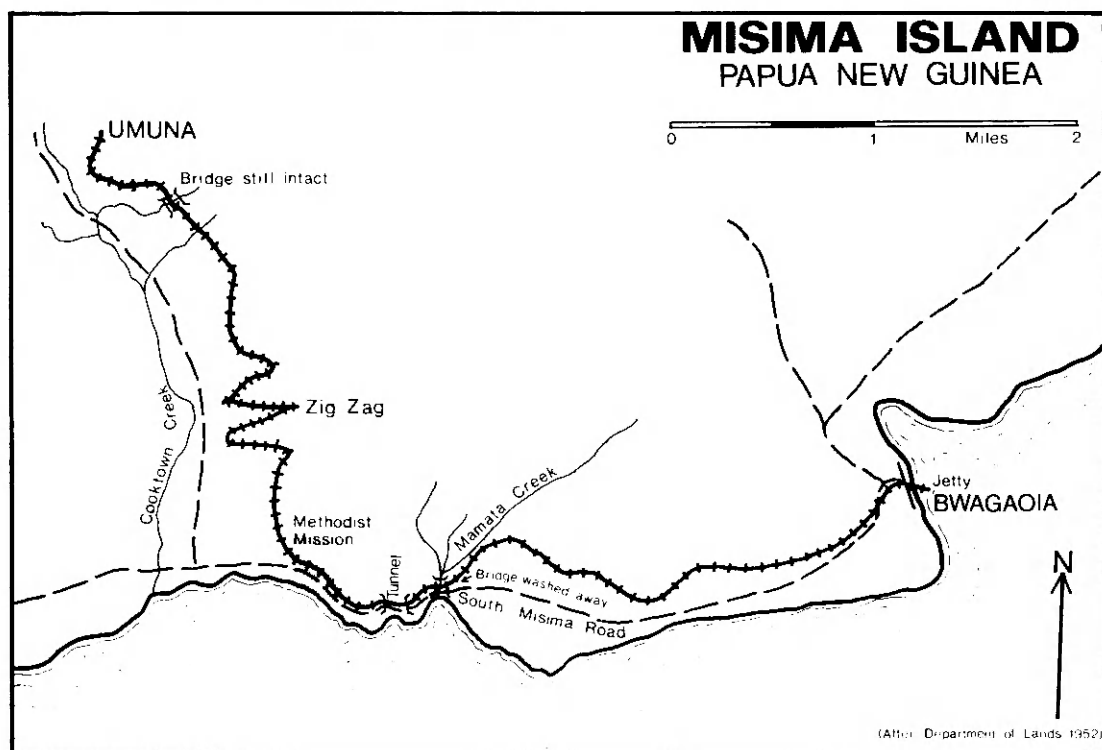 MISIMA ISLAND
PAPUA NEW GUINEA
0 1 2
Miles
UMUNA
Bridge still intact
Zig Zag
Cooktown Creek
Mamata Creek
Methodist
Mission
Tunnel
Jetty
BWAGAOIA
Bridge washed away
South Misima Road
N
(After Department of Lands 1952)